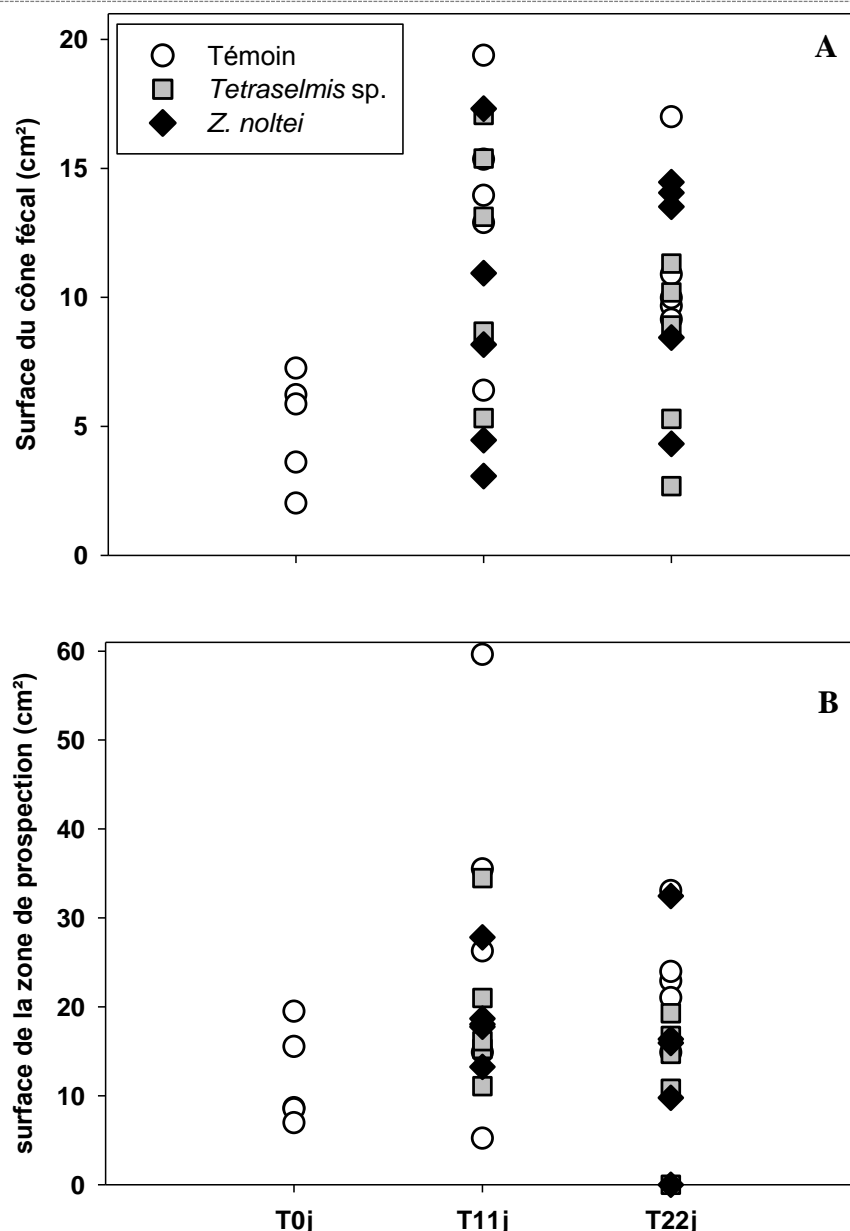 Surface du cône fécal (cm²)
20
15
10
5
0
Témoin
Tetraselmis sp.
Z. noltei
A
surface de la zone de prospection (cm²)
60
50
40
30
20
10
0
B
T0j T11j T22j